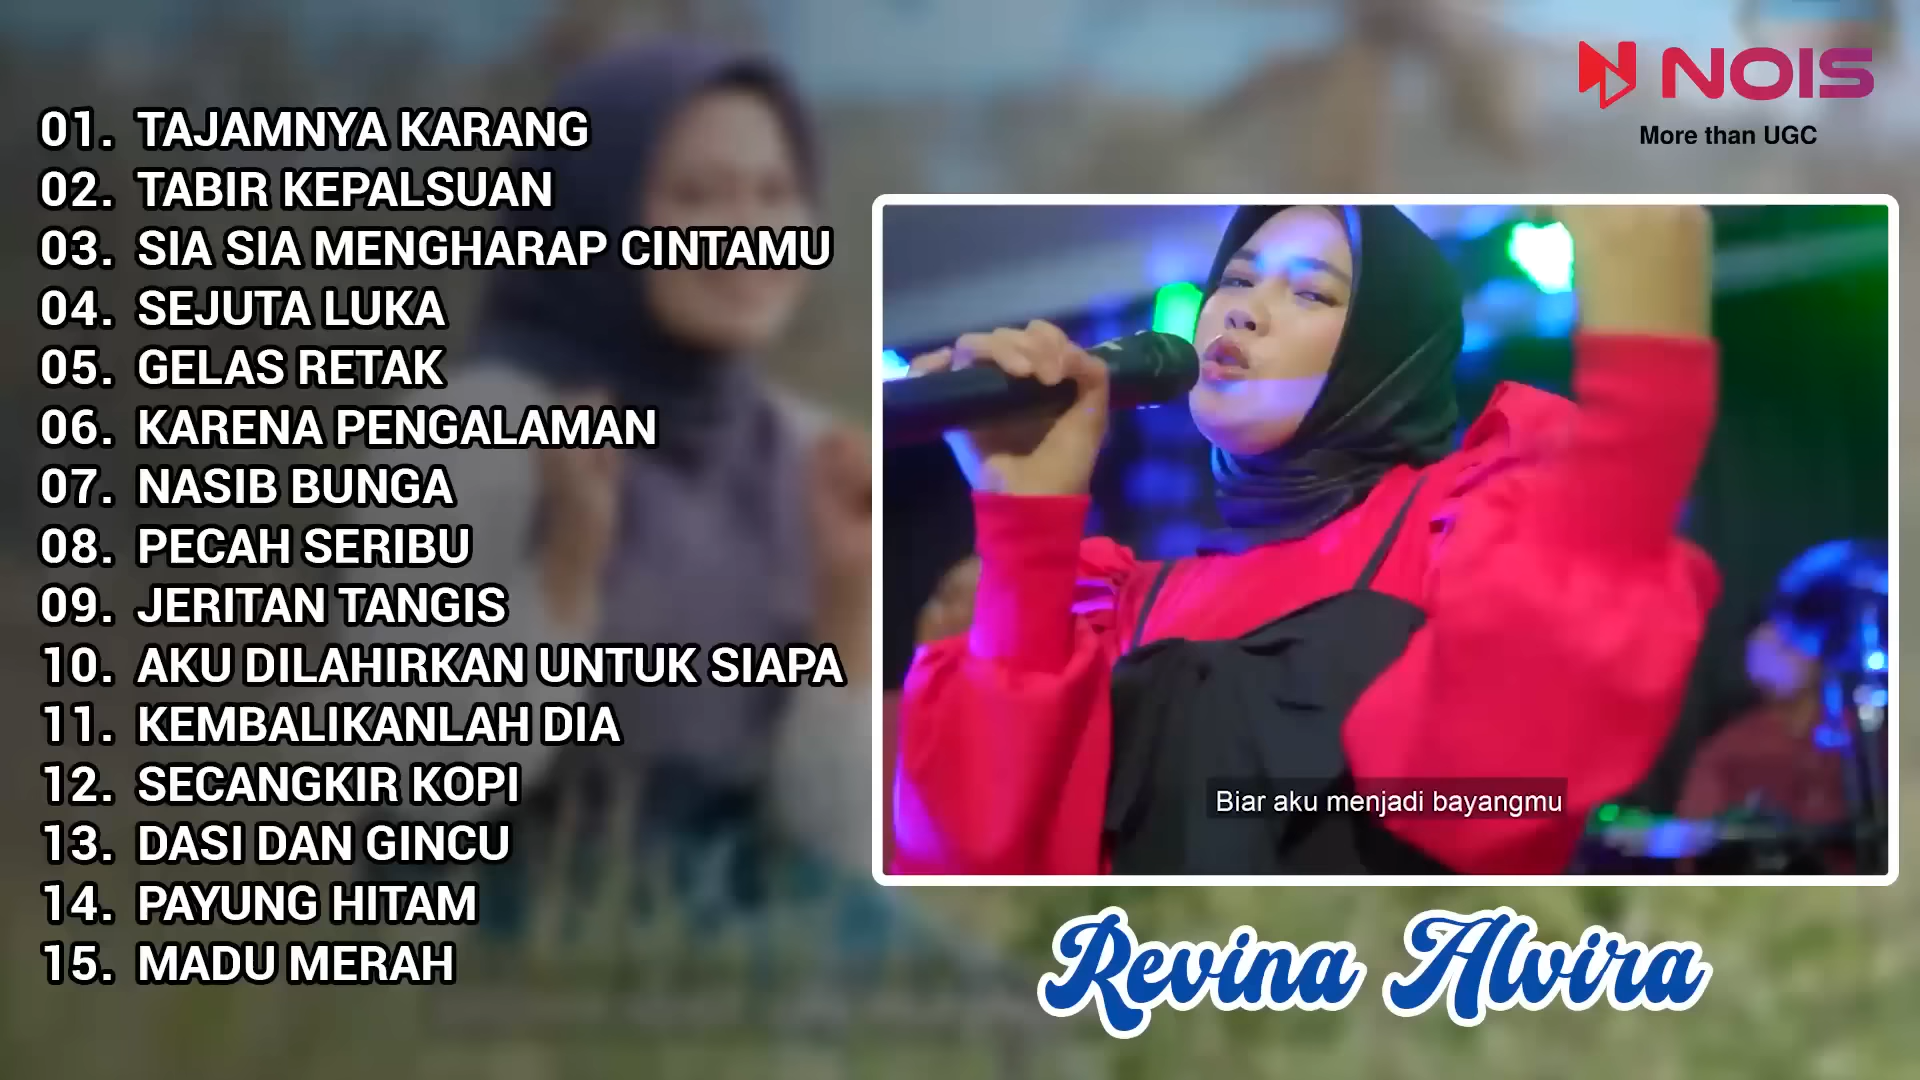 NOIS
More than UGC
01. TAJAMNYA KARANG
02. TABIR KEPALSUAN
03. SIA SIA MENGHARAP CINTAMU
04. SEJUTA LUKA
05. GELAS RETAK
06. KARENA PENGALAMAN
07. NASIB BUNGA
08. PECAH SERIBU
09. JERITAN TANGIS
10. AKU DILAHIRKAN UNTUK SIAPA
11. KEMBALIKANLAH DIA
12. SECANGKIR KOPI
13. DASI DAN GINCU
14. PAYUNG HITAM
15. MADU MERAH
Biar aku menjadi bayangmu
Revina Alvira